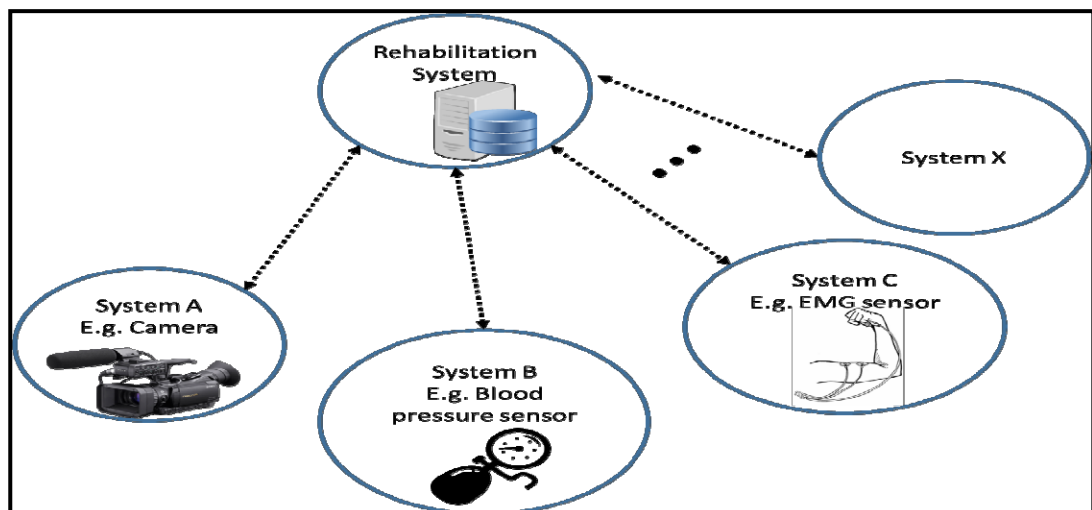 Rehabilitation
System
System X
System A
E.g. Camera
System B
E.g. Blood
pressure sensor
System C
E.g. EMG sensor